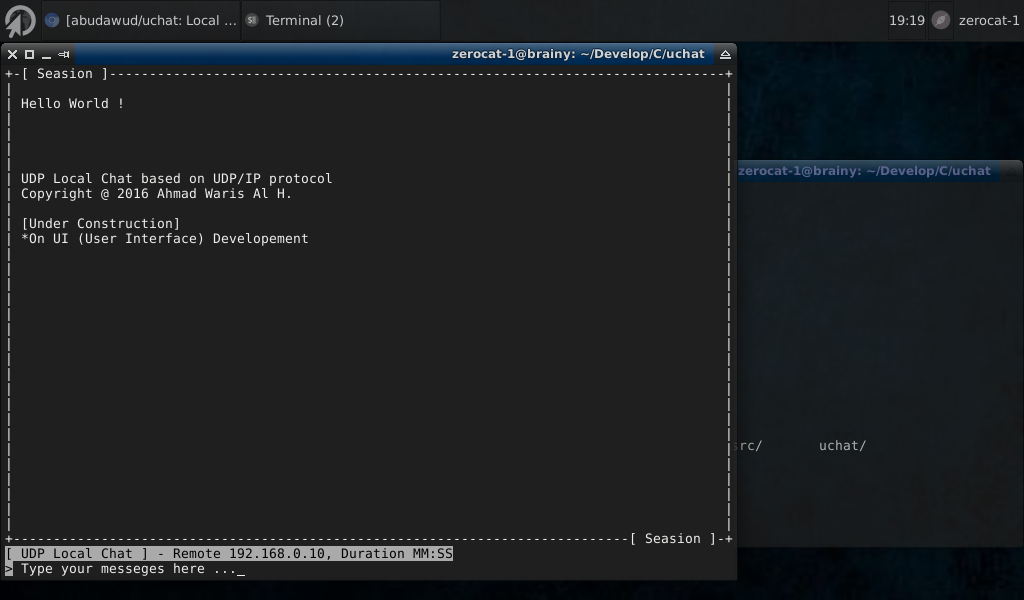 [abudawud/uchat: Local ...
Terminal (2)
19:19
zerocat-1
zerocat-1@brainy: ~/Develop/C/uchat
+-[ Seasion ]-----------------------------------------------------------------------------+
Hello World !
UDP Local Chat based on UDP/IP protocol
Copyright @ 2016 Ahmad Waris Al H.
[Under Construction]
*On UI (User Interface) Developement
+-----------------------------------------------------------------------------[ Seasion ]-+
[ UDP Local Chat ] - Remote 192.168.0.10, Duration MM:SS
> Type your messeges here ..._
zerocat-1@brainy: ~/Develop/C/uchat
src/ uchat/